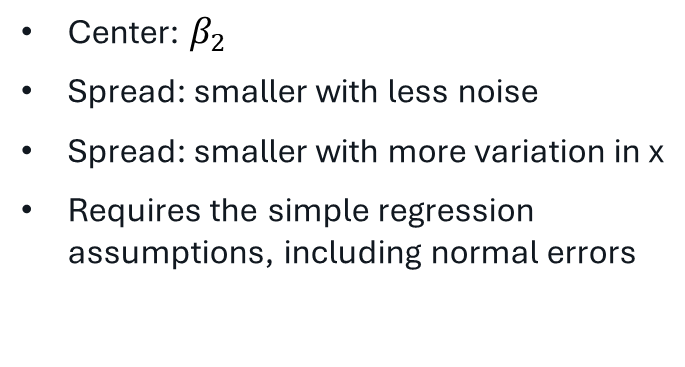 • Center: β₂
• Spread: smaller with less noise
• Spread: smaller with more variation in x
• Requires the simple regression
assumptions, including normal errors